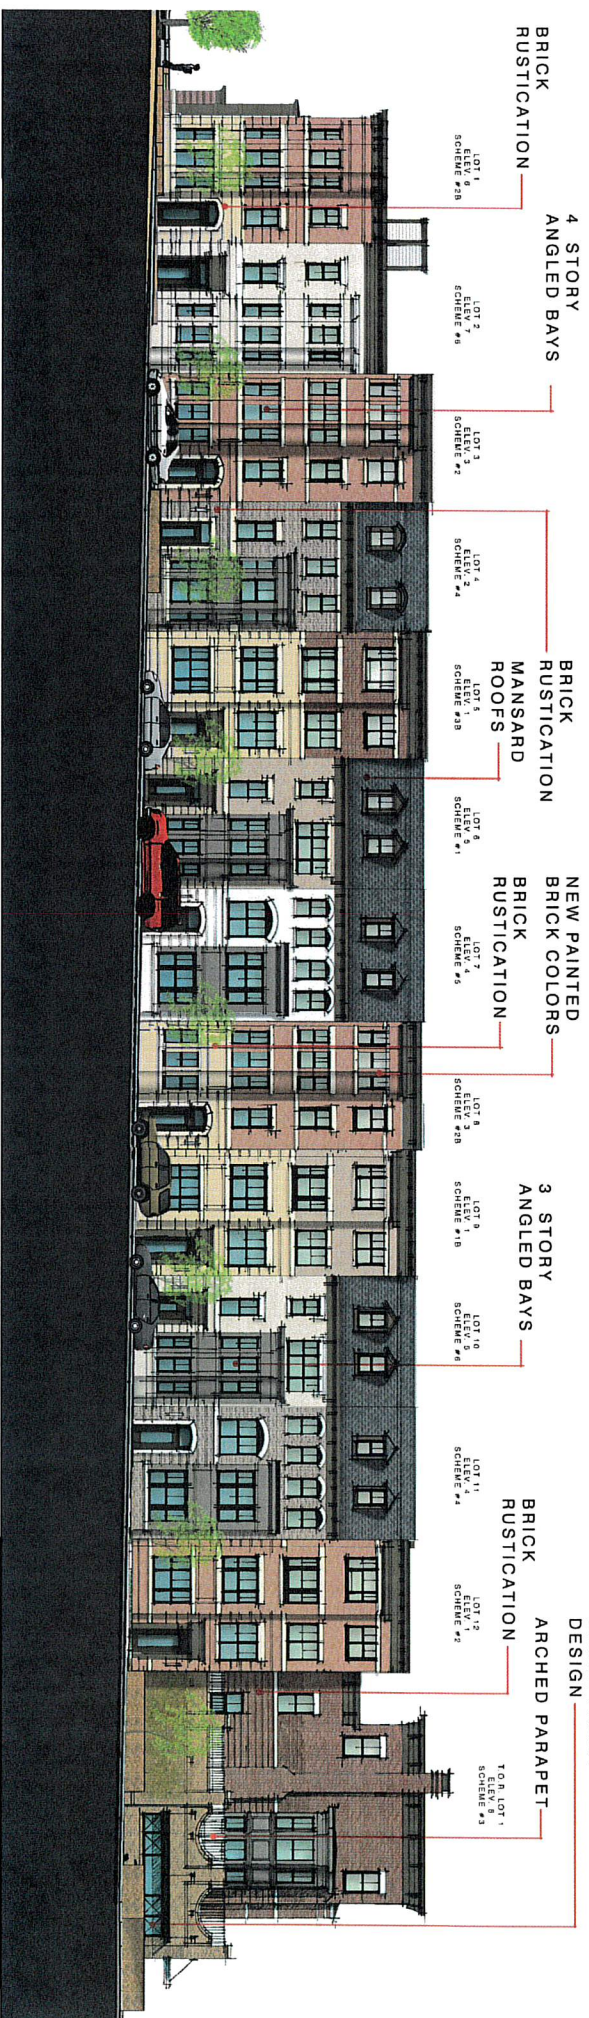 BRICK
RUSTICATION
4 STORY
ANGLED BAYS
BRICK
RUSTICATION
MANSARD
ROOFS
NEW PAINTED
BRICK COLORS
BRICK
RUSTICATION
3 STORY
ANGLED BAYS
BRICK
RUSTICATION
ARCHED PARAPET
DESIGN
LOT 1
ELEV. 6
SCHEME #2B
LOT 2
ELEV. 7
SCHEME #6
LOT 3
ELEV. 3
SCHEME #2
LOT 4
ELEV. 2
SCHEME #4
LOT 5
ELEV. 1
SCHEME #3B
LOT 6
ELEV. 5
SCHEME #1
LOT 7
ELEV. 4
SCHEME #5
LOT 8
ELEV. 3
SCHEME #2B
LOT 9
ELEV. 1
SCHEME #1B
LOT 10
ELEV. 5
SCHEME #6
LOT 11
ELEV. 4
SCHEME #4
LOT 12
ELEV. 1
SCHEME #2
T.O.R. LOT 1
ELEV. 8
SCHEME #3